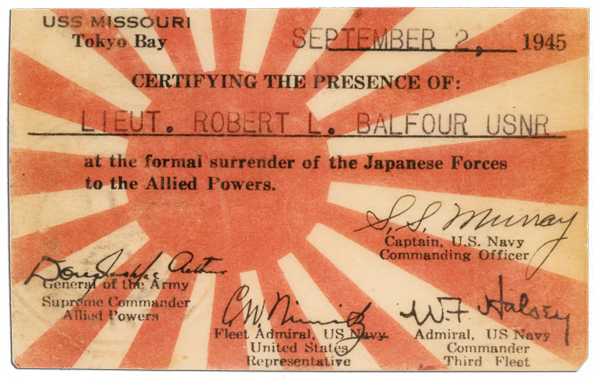 USS MISSOURI
Tokyo Bay
SEPTEMBER 2, 1945
CERTIFYING THE PRESENCE OF:
LIEUT. ROBERT L. BALFOUR USNR
at the formal surrender of the Japanese Forces
to the Allied Powers.
S. S. Murray
Captain, U.S. Navy
Commanding Officer
Douglas MacArthur
General of the Army
Supreme Commander
Allied Powers
C.W. Nimitz
Fleet Admiral, US Navy
United States
Representative
W F Halsey
Admiral, US Navy
Commander
Third Fleet